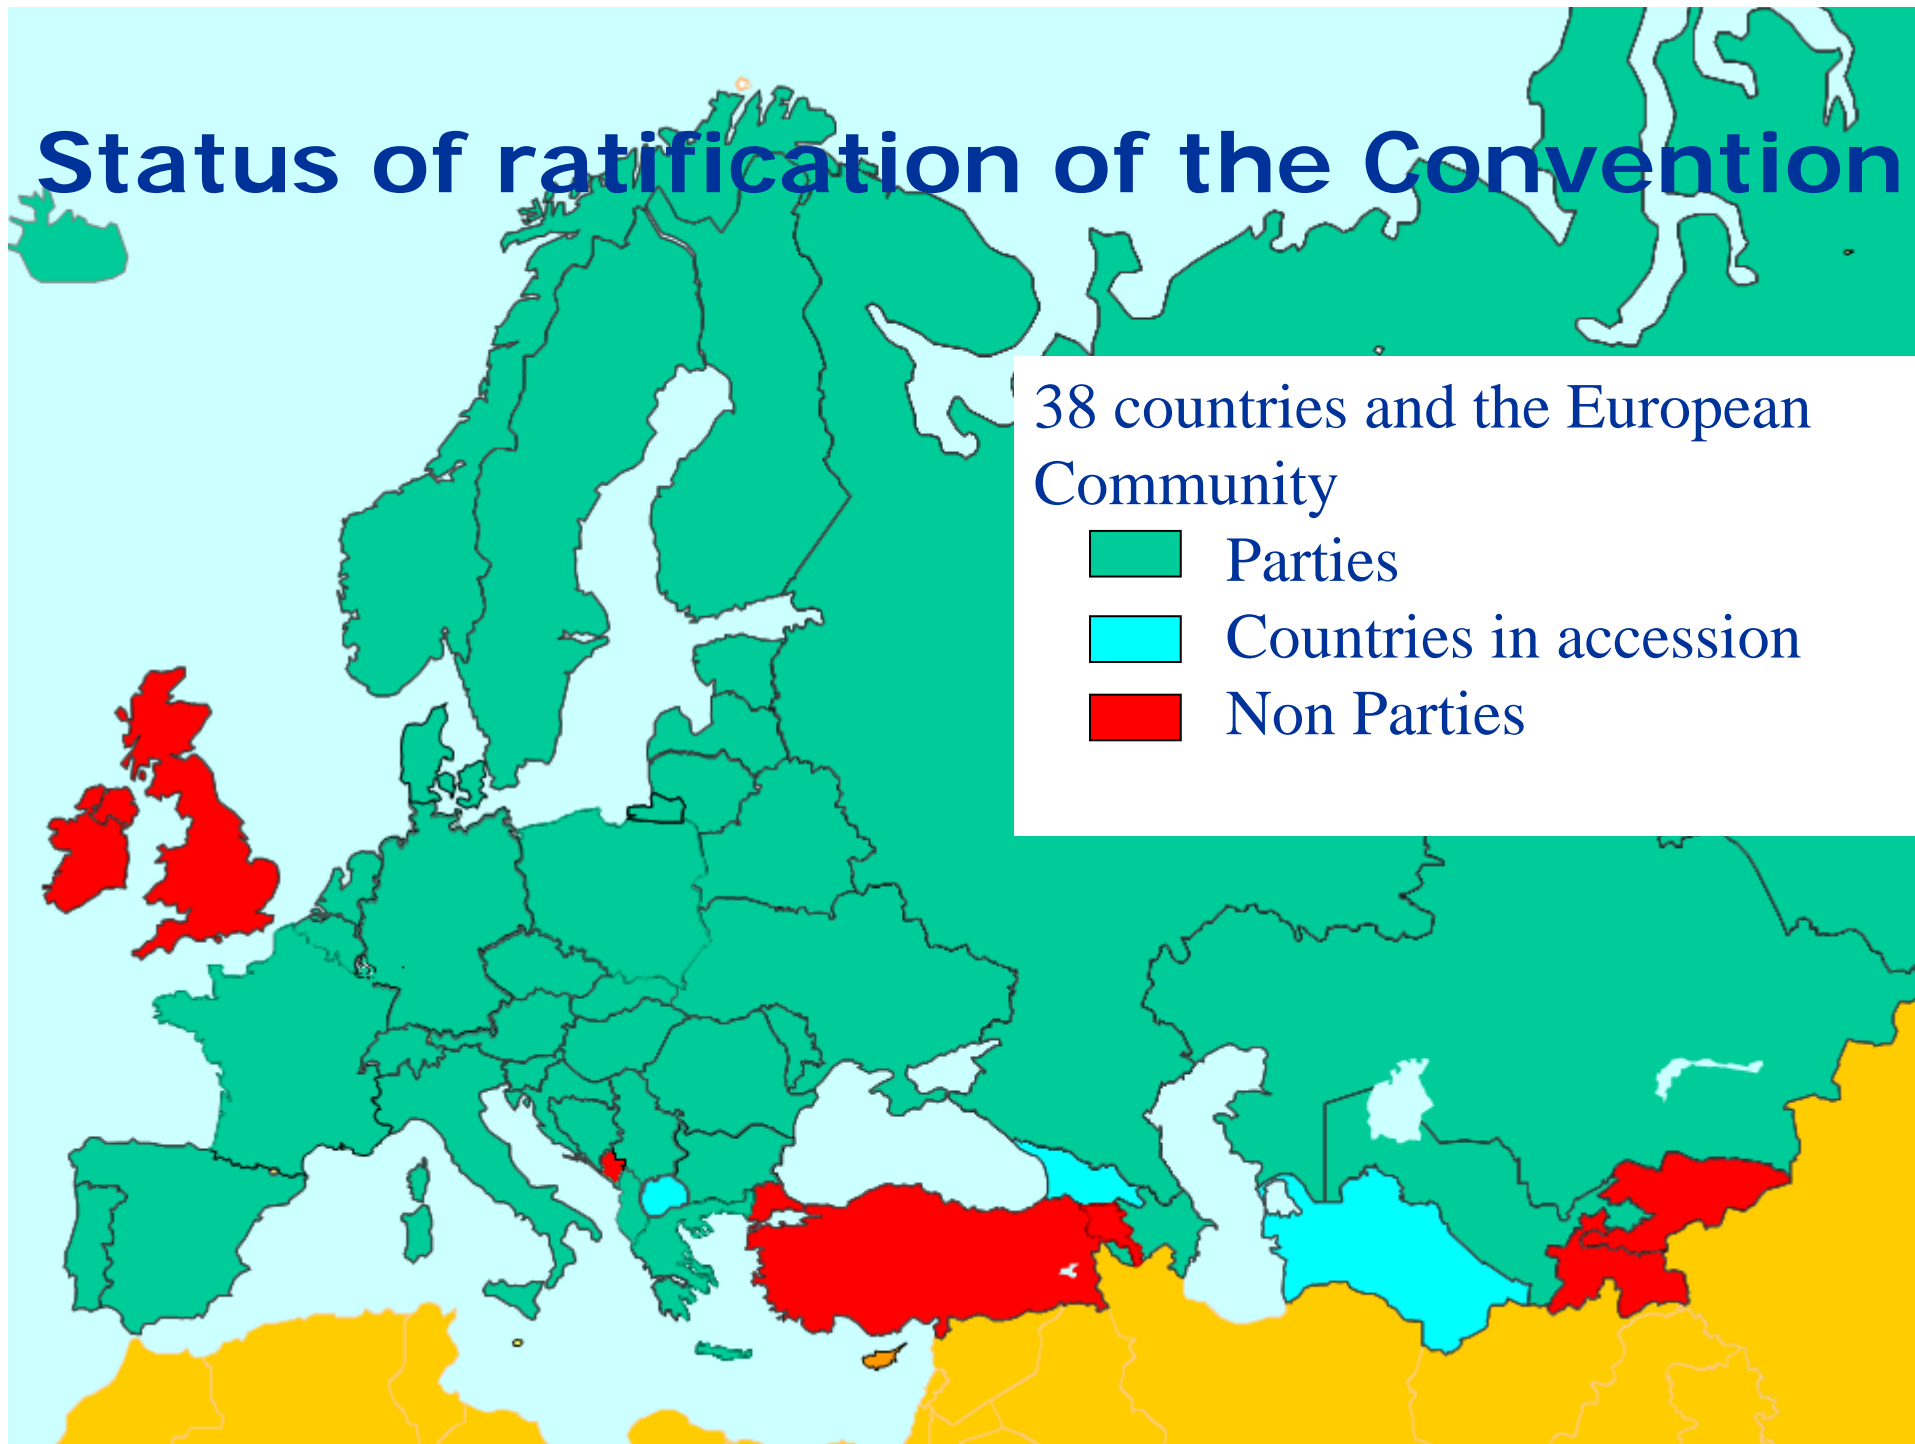 Status of ratification of the Convention
38 countries and the European
Community
Parties
Countries in accession
Non Parties